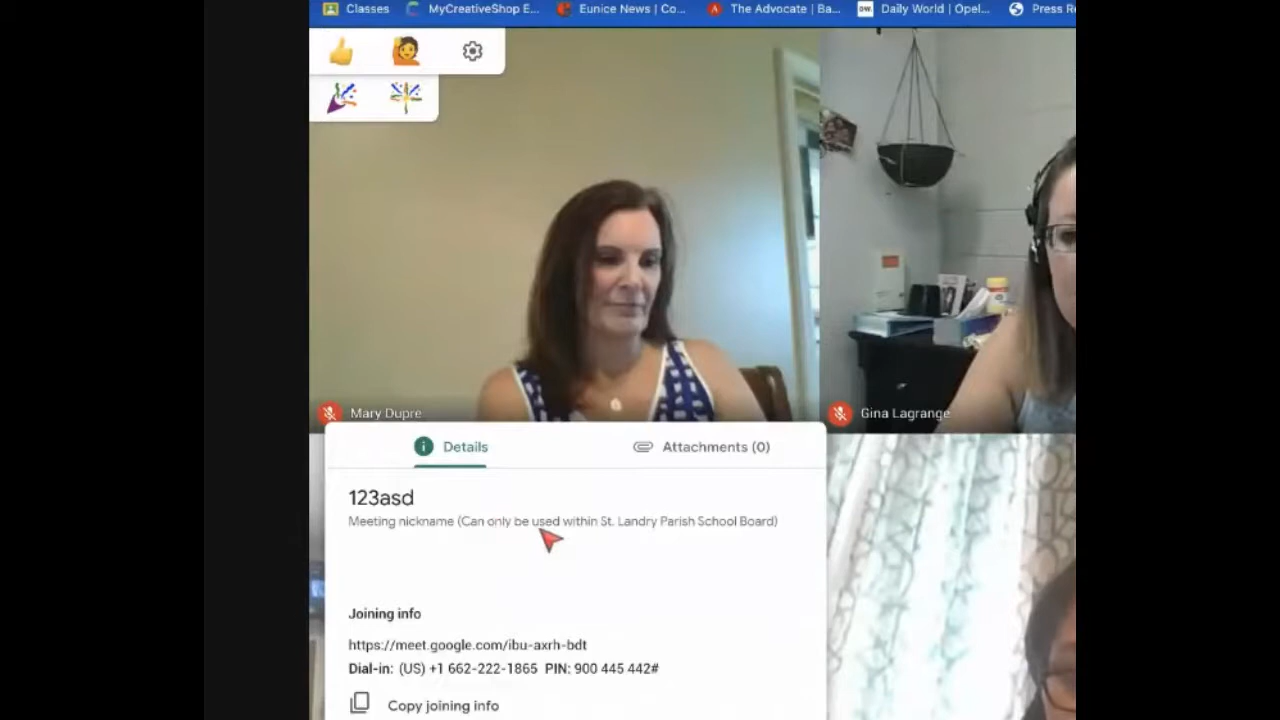 Classes MyCreativeShop E... Eunice News | Co... The Advocate | Ba... Daily World | Opel... Press Re
Mary Dupre
Gina Lagrange
Details Attachments (0)
123asd
Meeting nickname (Can only be used within St. Landry Parish School Board)
Joining info
https://meet.google.com/ibu-axrh-bdt
Dial-in: (US) +1 662-222-1865 PIN: 900 445 442#
Copy joining info